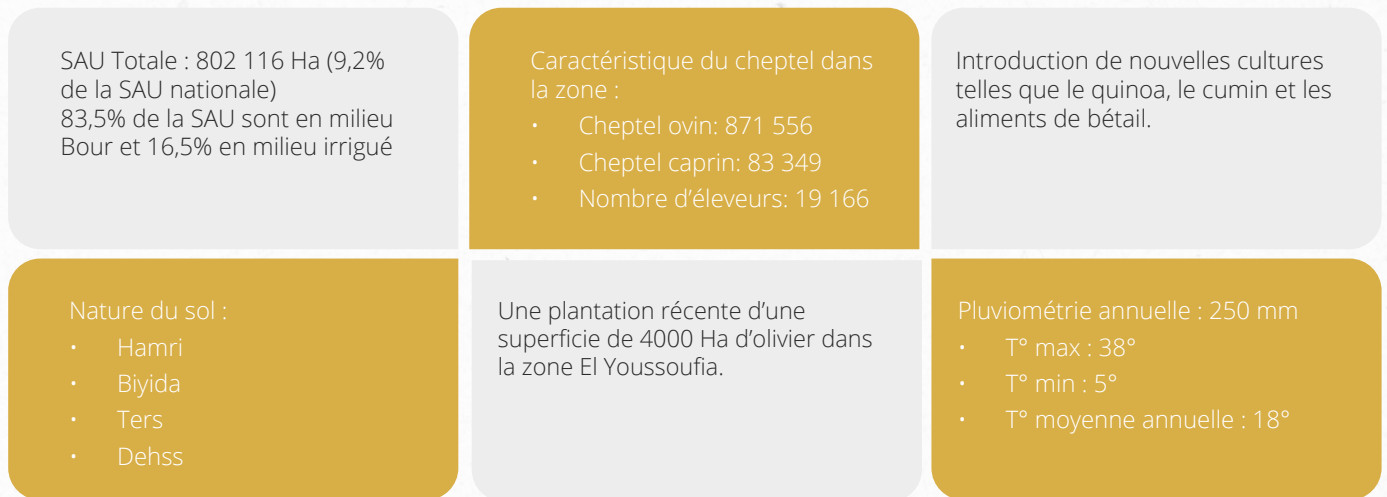 SAU Totale : 802 116 Ha (9,2%
de la SAU nationale)
83,5% de la SAU sont en milieu
Bour et 16,5% en milieu irrigué
Caractéristique du cheptel dans
la zone :
• Cheptel ovin: 871 556
• Cheptel caprin: 83 349
• Nombre d’éleveurs: 19 166
Introduction de nouvelles cultures
telles que le quinoa, le cumin et les
aliments de bétail.
Nature du sol :
• Hamri
• Biyida
• Ters
• Dehss
Une plantation récente d’une
superficie de 4000 Ha d’olivier dans
la zone El Youssoufia.
Pluviométrie annuelle : 250 mm
• T° max : 38°
• T° min : 5°
• T° moyenne annuelle : 18°